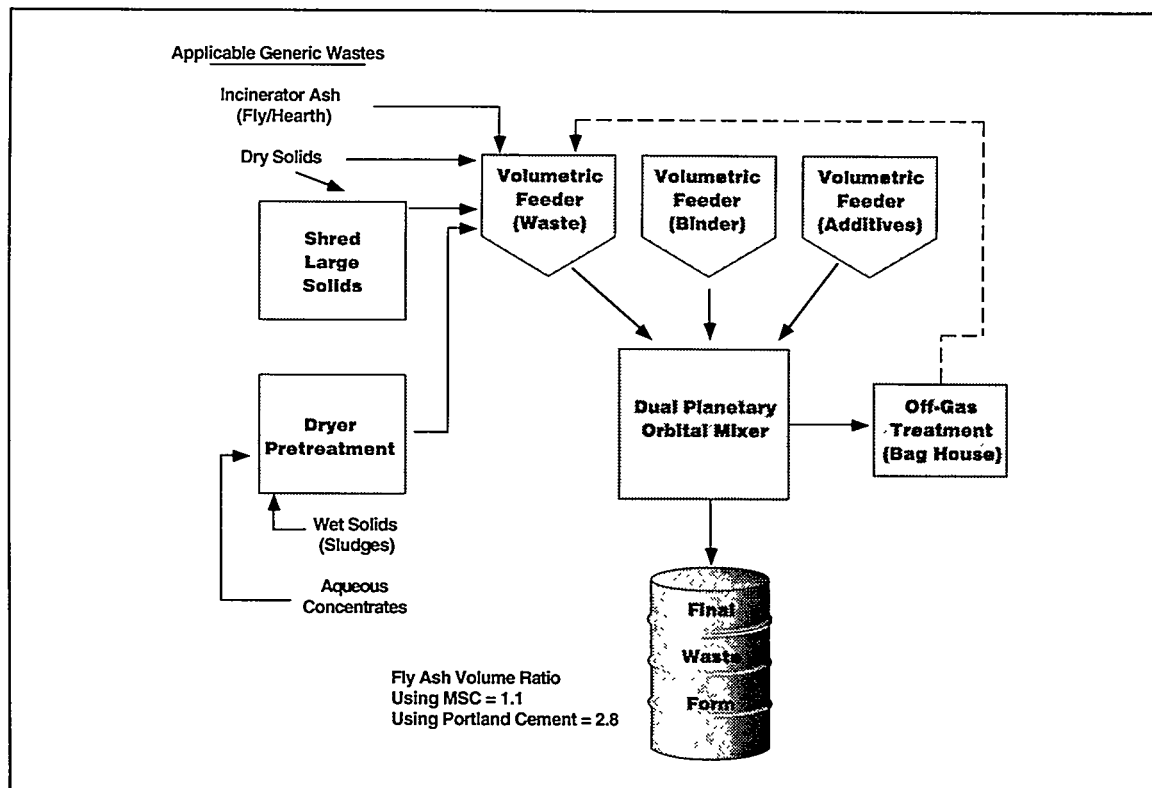 Applicable Generic Wastes
Incinerator Ash
(Fly/Hearth)
Dry Solids
Shred
Large
Solids
Volumetric
Feeder
(Waste)
Volumetric
Feeder
(Binder)
Volumetric
Feeder
(Additives)
Dryer
Pretreatment
Dual Planetary
Orbital Mixer
Off-Gas
Treatment
(Bag House)
Wet Solids
(Sludges)
Aqueous
Concentrates
Final
Waste
Form
Fly Ash Volume Ratio
Using MSC = 1.1
Using Portland Cement = 2.8